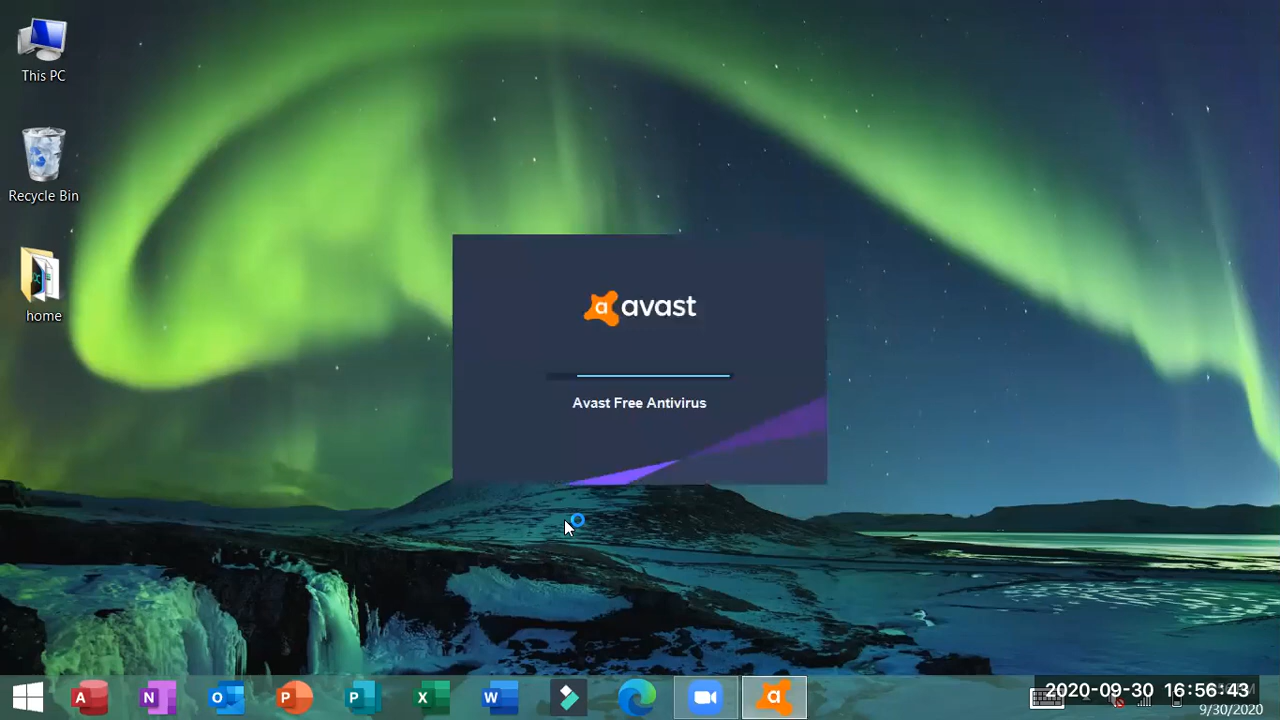 This PC
Recycle Bin
home
avast
Avast Free Antivirus
2020-09-30 16:56:43
9/30/2020